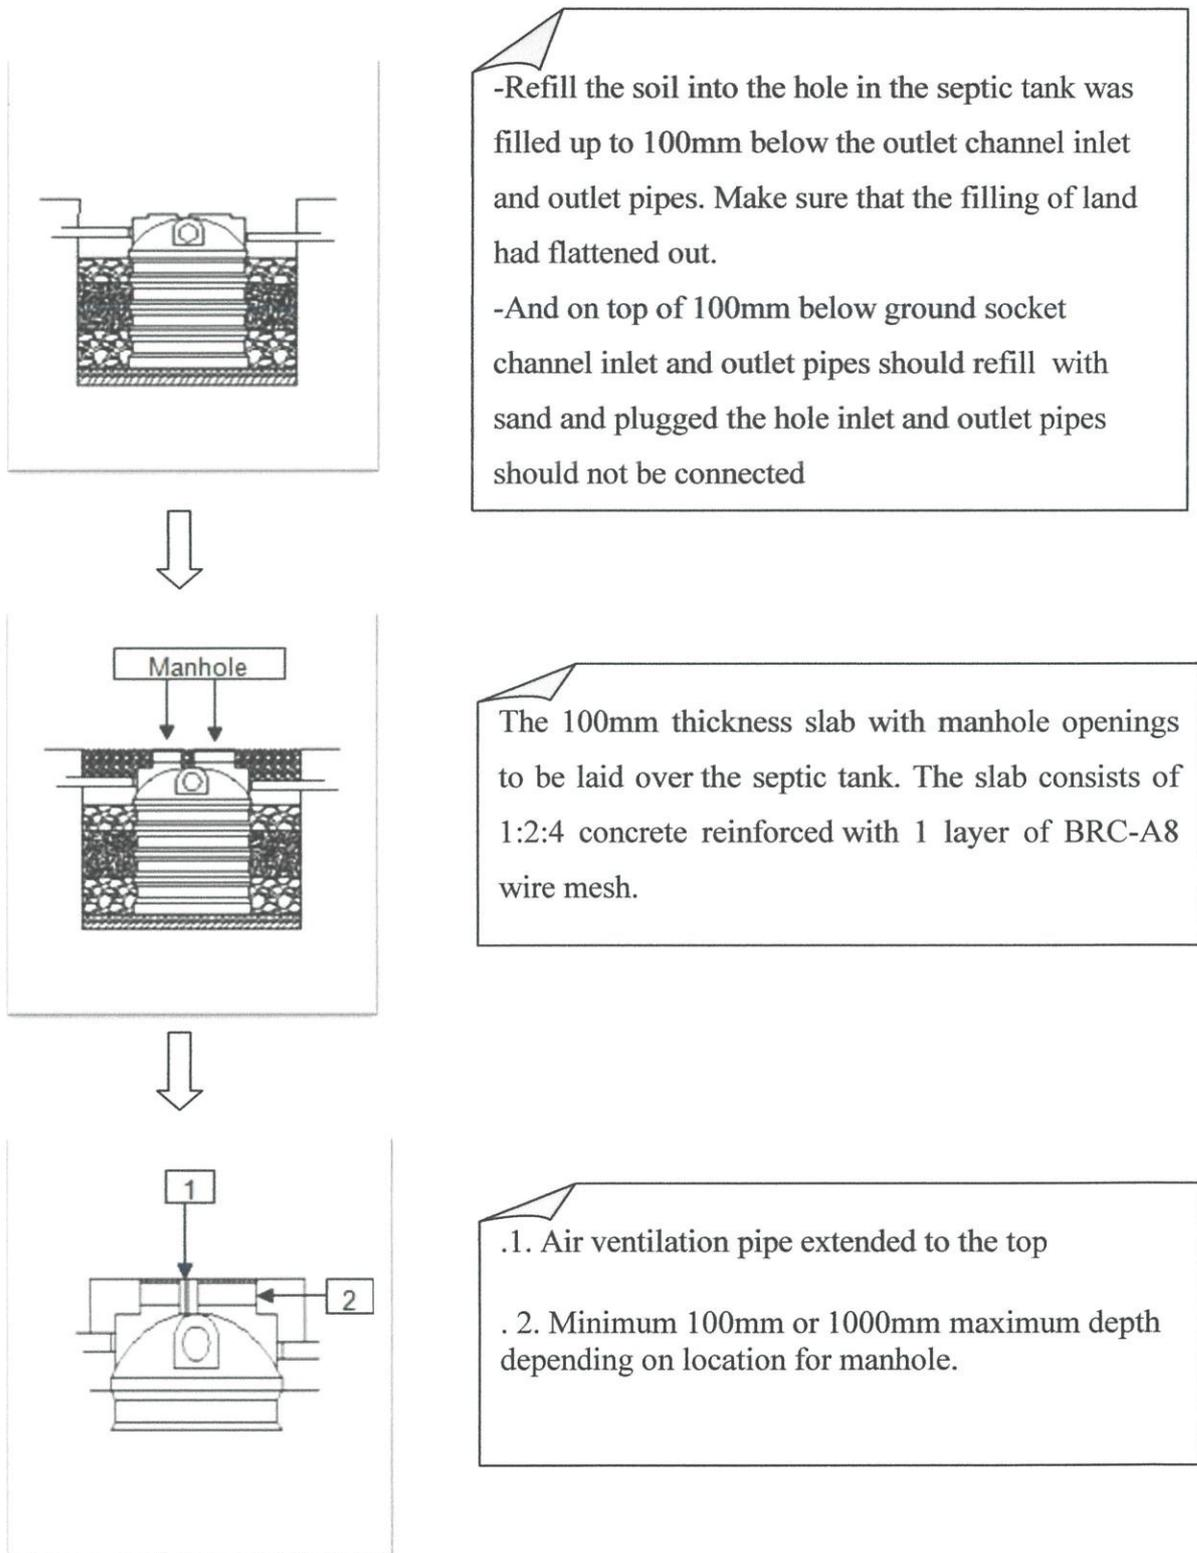 -Refill the soil into the hole in the septic tank was
filled up to 100mm below the outlet channel inlet
and outlet pipes. Make sure that the filling of land
had flattened out.
-And on top of 100mm below ground socket
channel inlet and outlet pipes should refill with
sand and plugged the hole inlet and outlet pipes
should not be connected
Manhole
The 100mm thickness slab with manhole openings
to be laid over the septic tank. The slab consists of
1:2:4 concrete reinforced with 1 layer of BRC-A8
wire mesh.
1
2
.1. Air ventilation pipe extended to the top
. 2. Minimum 100mm or 1000mm maximum depth
depending on location for manhole.